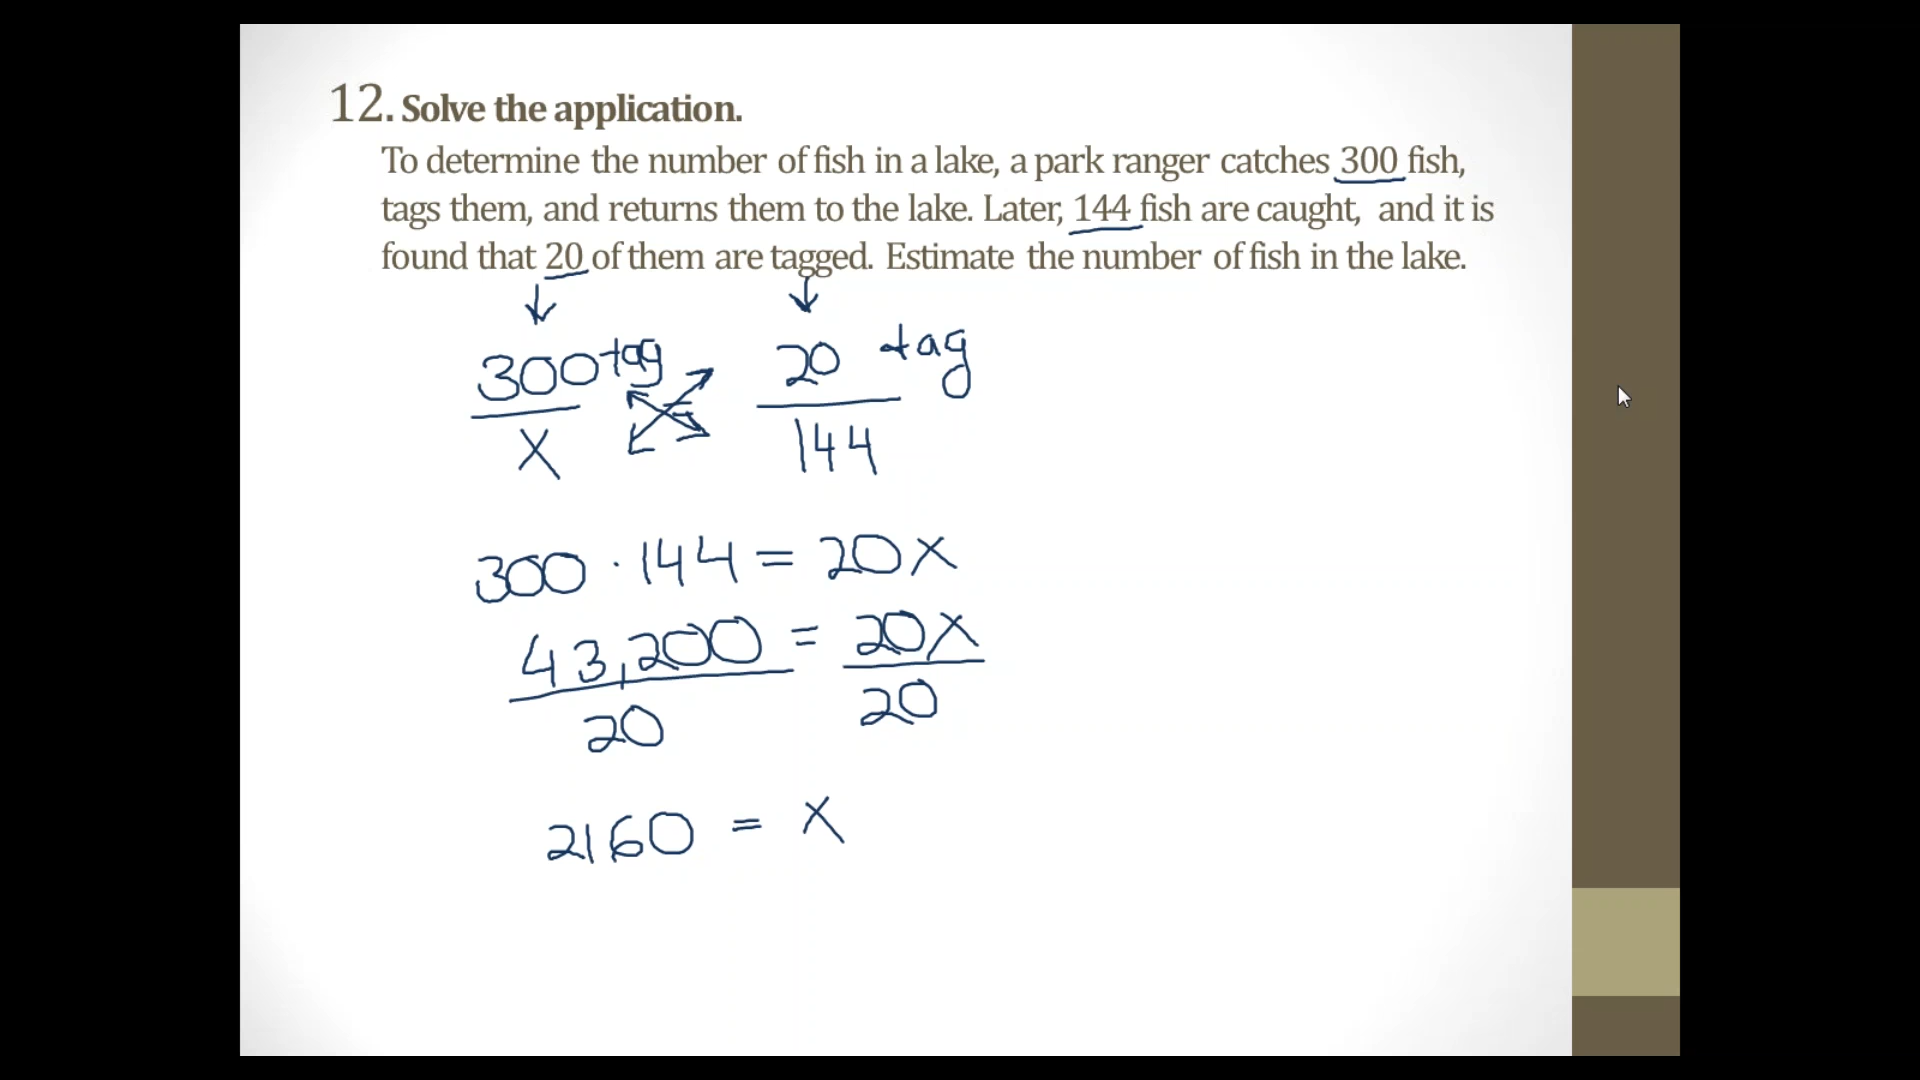 12. Solve the application.
To determine the number of fish in a lake, a park ranger catches 300 fish,
tags them, and returns them to the lake. Later, 144 fish are caught, and it is
found that 20 of them are tagged. Estimate the number of fish in the lake.
300 tag = 20 tag
x 144
300 · 144 = 20x
43,200 = 20x
20 20
2160 = x